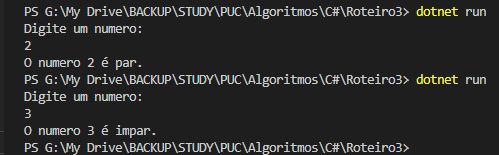 PS G:\My Drive\BACKUP\STUDY\PUC\Algoritmos\C#\Roteiro3> dotnet run
Digite um numero:
2
O numero 2 é par.
PS G:\My Drive\BACKUP\STUDY\PUC\Algoritmos\C#\Roteiro3> dotnet run
Digite um numero:
3
O numero 3 é impar.
PS G:\My Drive\BACKUP\STUDY\PUC\Algoritmos\C#\Roteiro3>